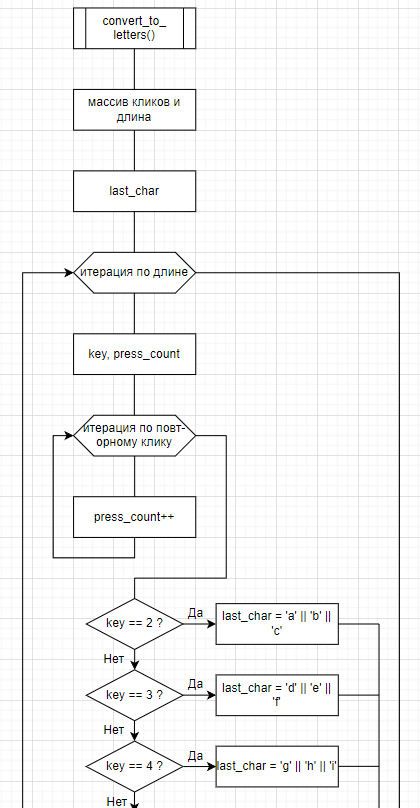 convert_to_
letters()
массив кликов и
длина
last_char
итерация по длине
key, press_count
итерация по повт-
орному клику
press_count++
key == 2 ?
Да
last_char = 'a' || 'b' ||
'c'
Нет
key == 3 ?
Да
last_char = 'd' || 'e' ||
'f'
Нет
key == 4 ?
Да
last_char = 'g' || 'h' || 'i'
Нет